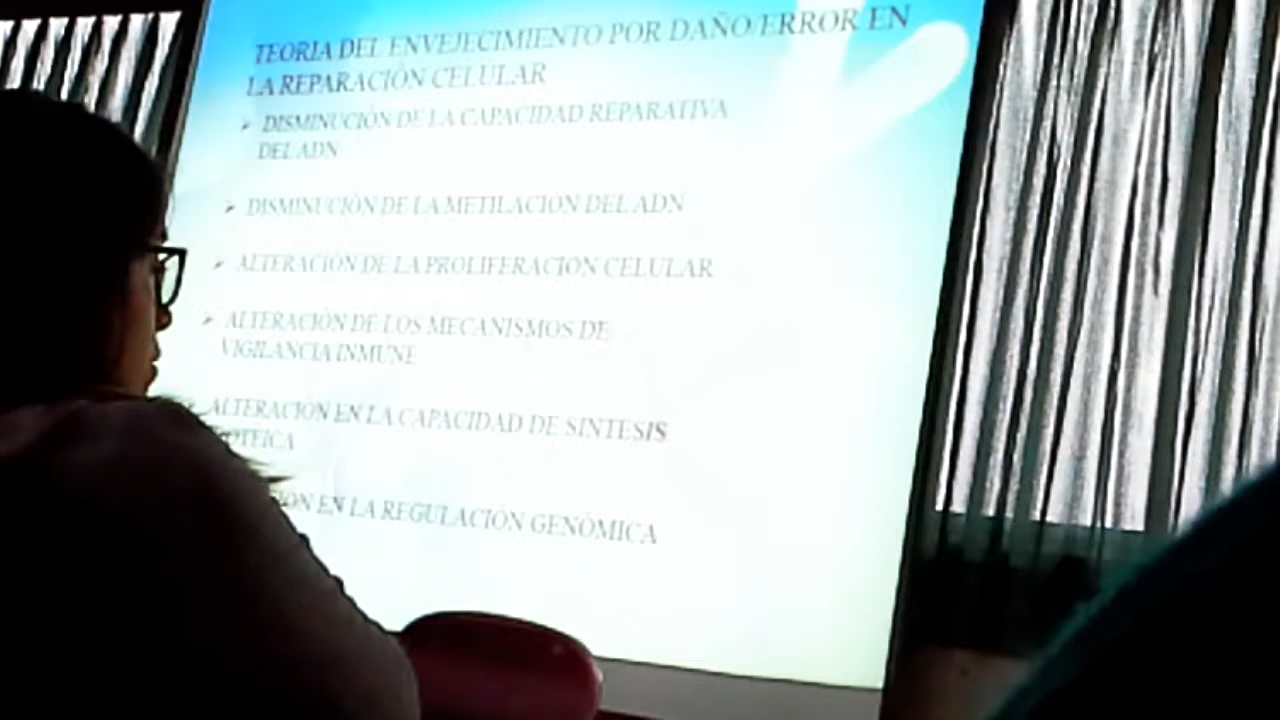 TEORIA DEL ENVEJECIMIENTO POR DAÑO/ERROR EN
LA REPARACIÓN CELULAR
DISMINUCIÓN DE LA CAPACIDAD REPARATIVA
DEL ADN
DISMINUCIÓN DE LA METILACIÓN DEL ADN
ALTERACIÓN DE LA PROLIFERACIÓN CELULAR
ALTERACIÓN DE LOS MECANISMOS DE
VIGILANCIA INMUNE
ALTERACIÓN EN LA CAPACIDAD DE SINTESIS
OTEICA
CION EN LA REGULACIÓN GENÓMICA